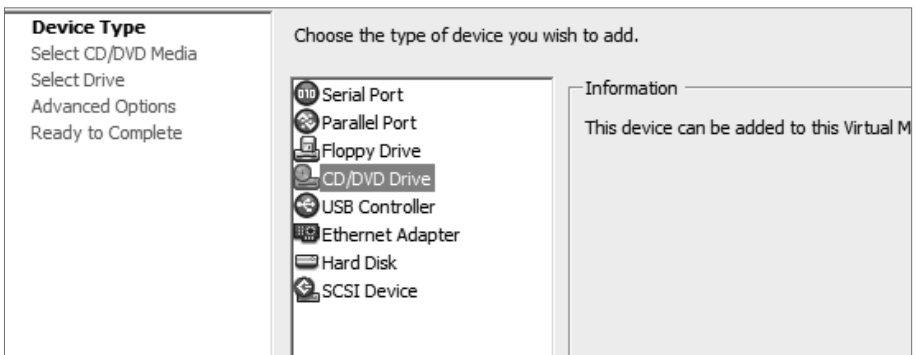 Device Type
Select CD/DVD Media
Select Drive
Advanced Options
Ready to Complete
Choose the type of device you wish to add.
Serial Port
Parallel Port
Floppy Drive
CD/DVD Drive
USB Controller
Ethernet Adapter
Hard Disk
SCSI Device
Information
This device can be added to this Virtual M